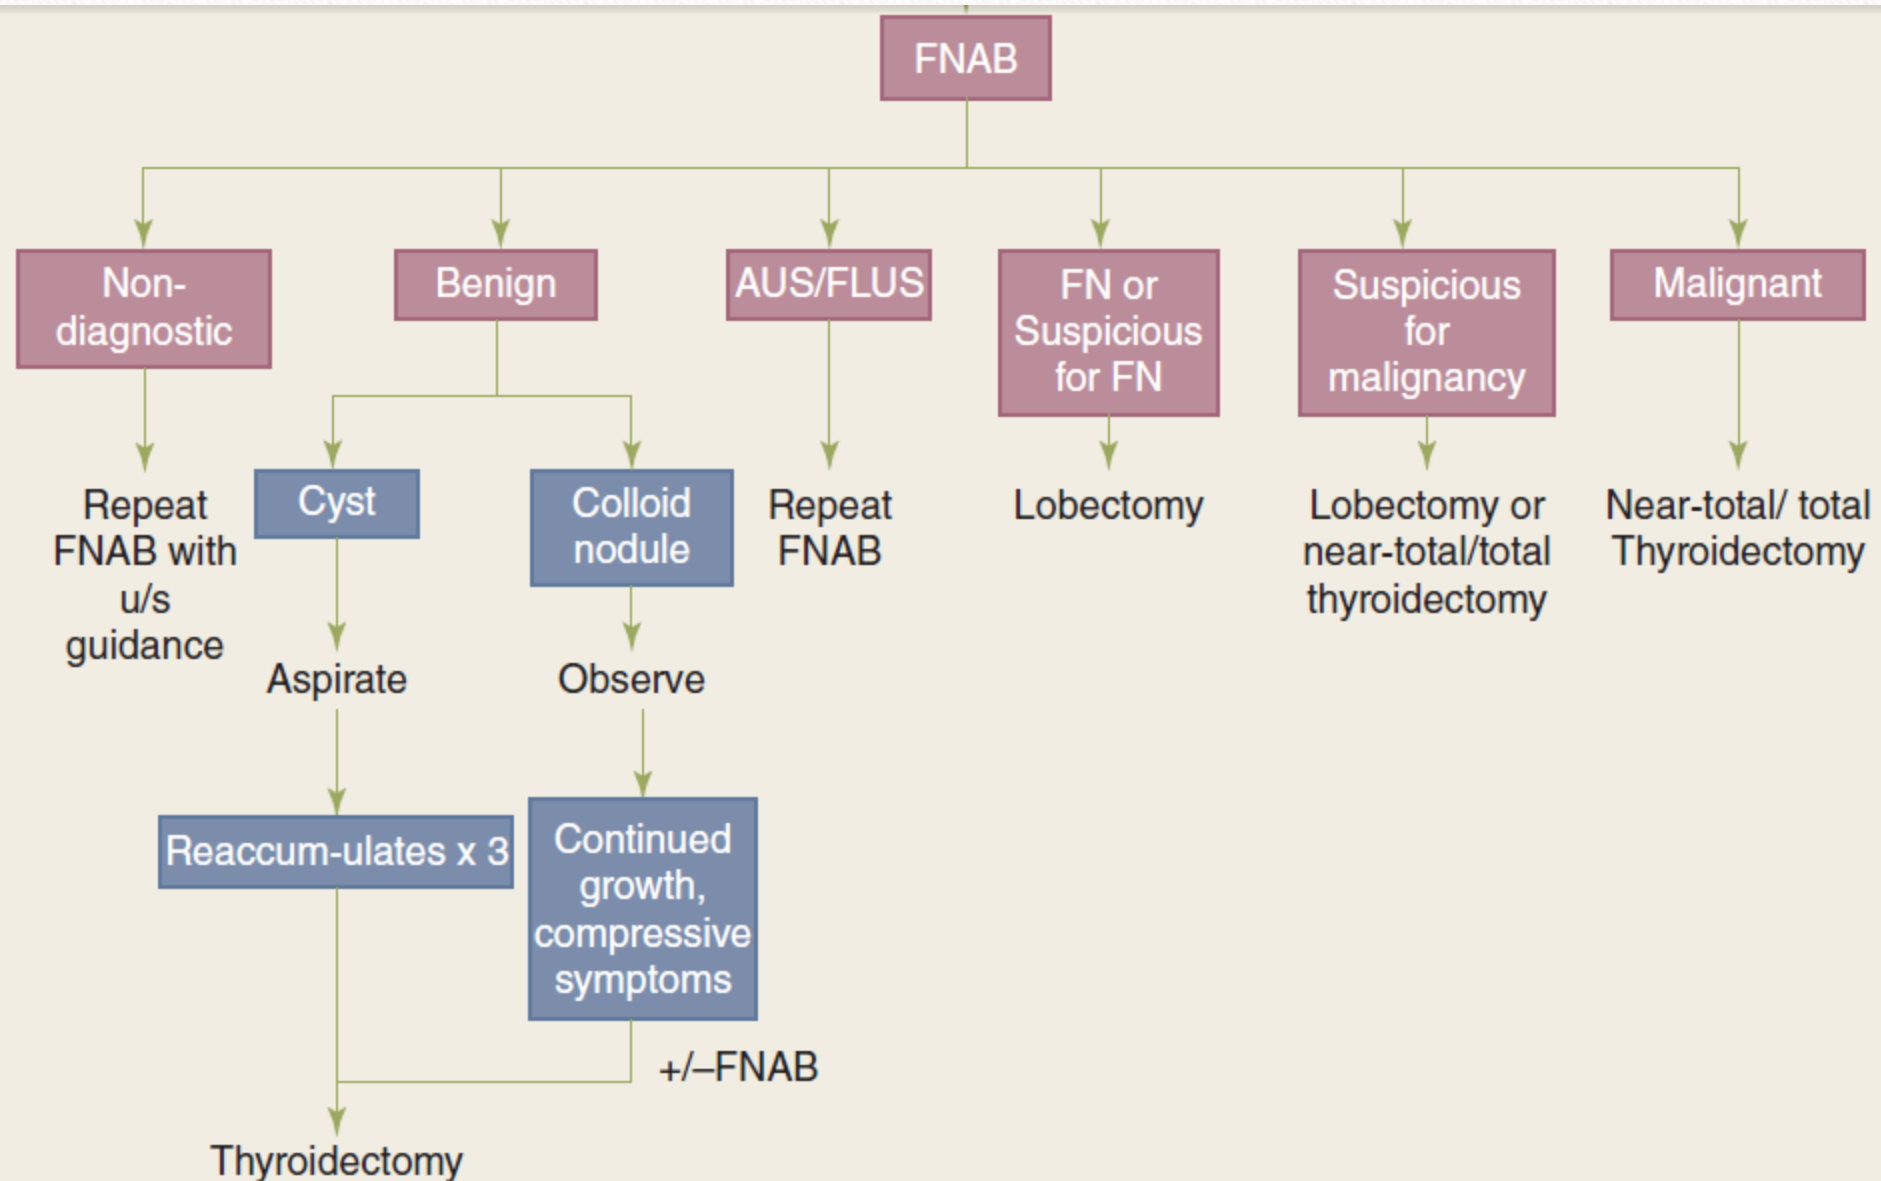 FNAB
Non-
diagnostic
Benign
AUS/FLUS
FN or
Suspicious
for FN
Suspicious
for
malignancy
Malignant
Repeat
FNAB with
u/s
guidance
Cyst
Colloid
nodule
Repeat
FNAB
Lobectomy
Lobectomy or
near-total/total
thyroidectomy
Near-total/ total
Thyroidectomy
Aspirate
Observe
Reaccum-ulates x 3
Continued
growth,
compressive
symptoms
+/–FNAB
Thyroidectomy